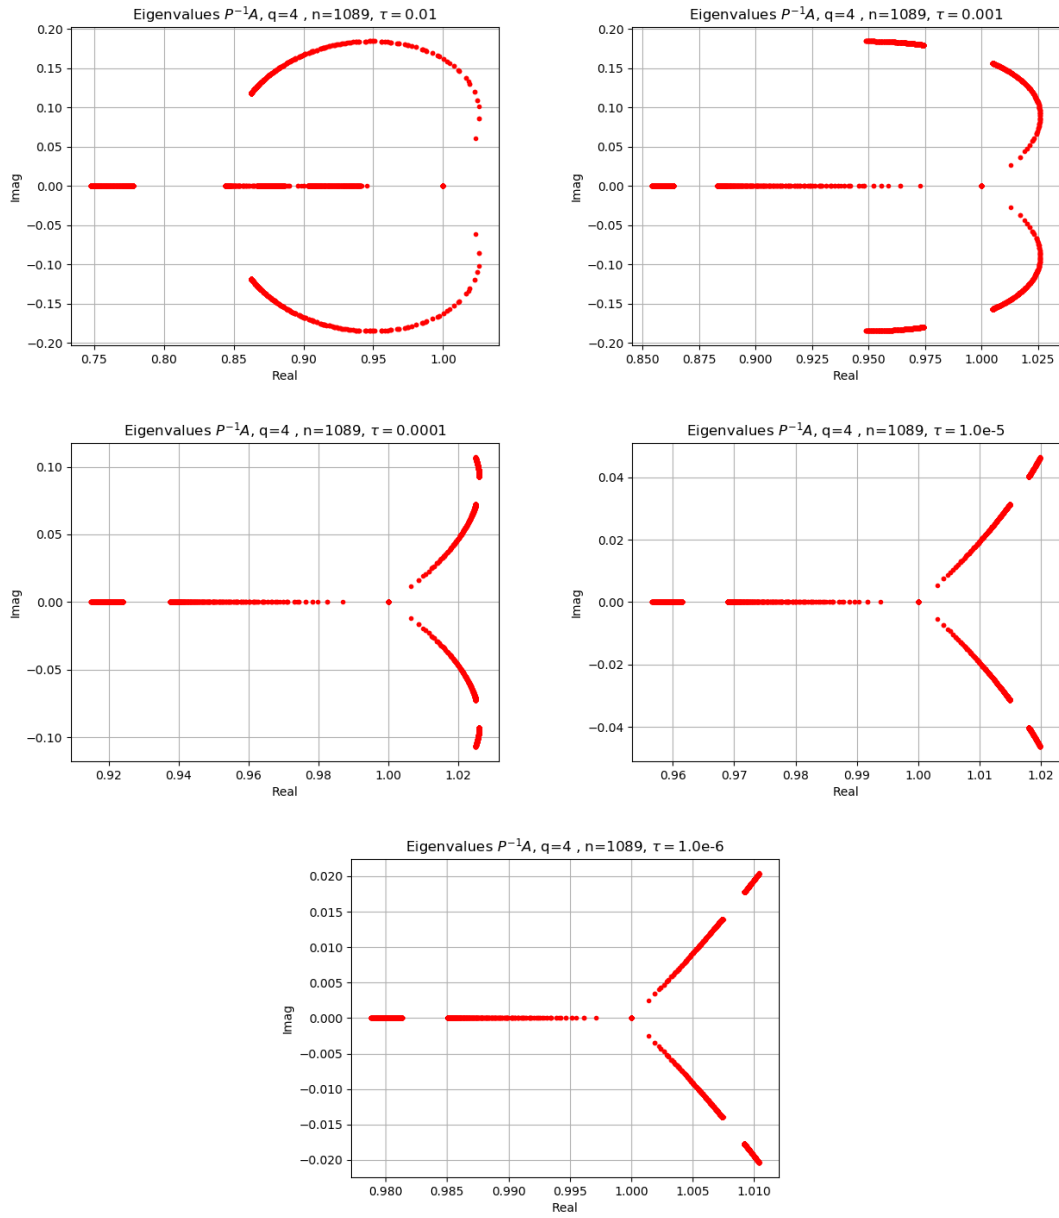 Eigenvalues P⁻¹A, q=4 , n=1089, τ = 0.01
0.20
0.15
0.10
0.05
0.00
−0.05
−0.10
−0.15
−0.20
Imag
0.75 0.80 0.85 0.90 0.95 1.00
Real
Eigenvalues P⁻¹A, q=4 , n=1089, τ = 0.001
0.20
0.15
0.10
0.05
0.00
−0.05
−0.10
−0.15
−0.20
Imag
0.850 0.875 0.900 0.925 0.950 0.975 1.000 1.025
Real
Eigenvalues P⁻¹A, q=4 , n=1089, τ = 0.0001
0.10
0.05
0.00
−0.05
−0.10
Imag
0.92 0.94 0.96 0.98 1.00 1.02
Real
Eigenvalues P⁻¹A, q=4 , n=1089, τ = 1.0e-5
0.04
0.02
0.00
−0.02
−0.04
Imag
0.96 0.97 0.98 0.99 1.00 1.01 1.02
Real
Eigenvalues P⁻¹A, q=4 , n=1089, τ = 1.0e-6
0.020
0.015
0.010
0.005
0.000
−0.005
−0.010
−0.015
−0.020
Imag
0.980 0.985 0.990 0.995 1.000 1.005 1.010
Real